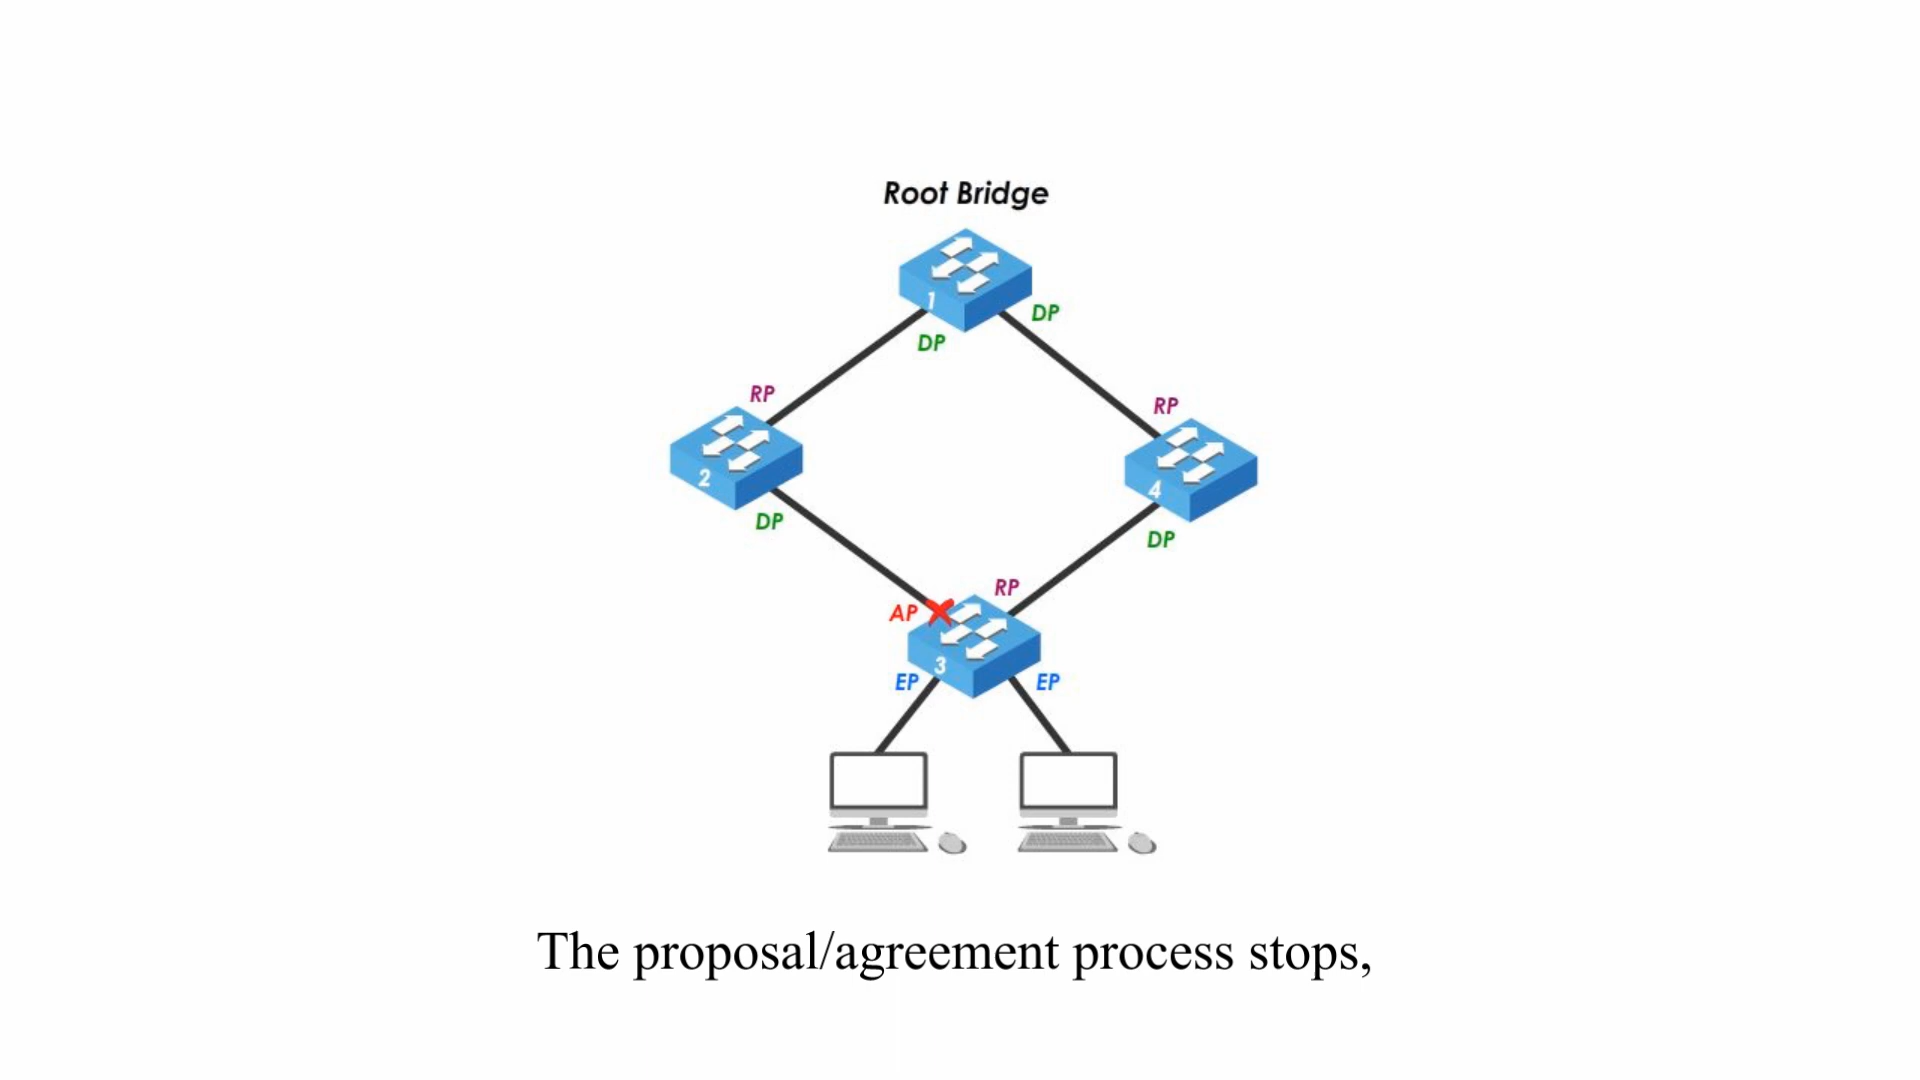 Root Bridge
1
DP
DP
RP
RP
2
4
DP
DP
RP
AP
3
EP
EP
The proposal/agreement process stops,